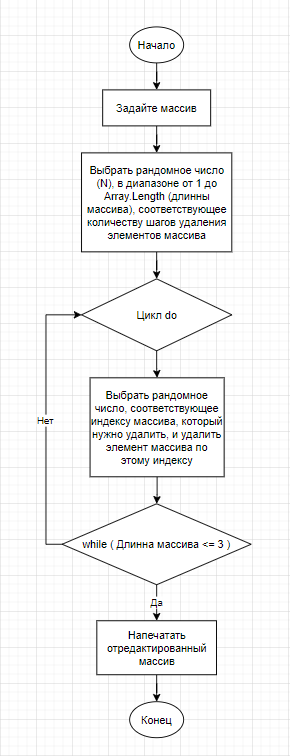 Начало
Задайте массив
Выбрать рандомное число
(N), в диапазоне от 1 до
Array.Length (длинны
массива), соответствующее
количеству шагов удаления
элементов массива
Цикл do
Выбрать рандомное
число, соответствующее
индексу массива, который
нужно удалить, и удалить
элемент массива по
этому индексу
Нет
while ( Длинна массива <= 3 )
Да
Напечатать
отредактированный
массив
Конец